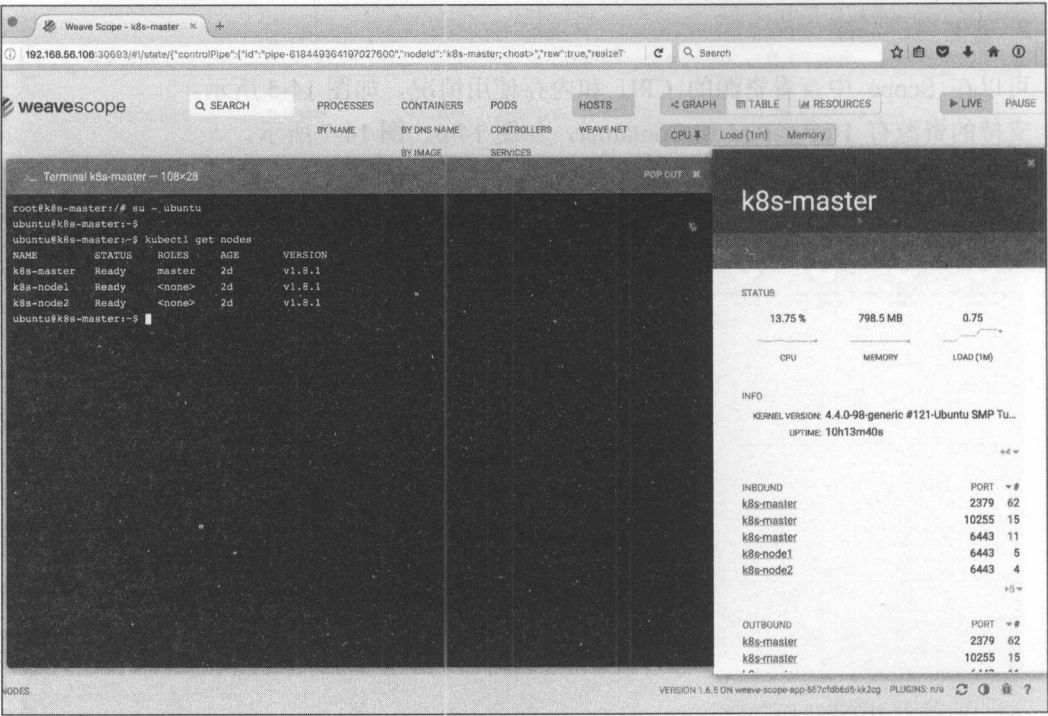 Weave Scope - k8s-master × +
192.168.56.106:30693/#!/state/{"controlPipe":{"id":"pipe-618449364197027600","nodeId":"k8s-master;<host>","raw":true,"resizeT Search
weavescope SEARCH PROCESSES CONTAINERS PODS HOSTS GRAPH TABLE RESOURCES LIVE PAUSE
BY NAME BY DNS NAME CONTROLLERS WEAVE NET CPU Load (1m) Memory
BY IMAGE SERVICES
>_ Terminal k8s-master — 108×28 POP OUT ×
root@k8s-master:/# su - ubuntu
ubuntu@k8s-master:~$
ubuntu@k8s-master:~$ kubectl get nodes
NAME STATUS ROLES AGE VERSION
k8s-master Ready master 2d v1.8.1
k8s-node1 Ready <none> 2d v1.8.1
k8s-node2 Ready <none> 2d v1.8.1
ubuntu@k8s-master:~$
k8s-master
STATUS
13.75 % 798.5 MB 0.75
CPU MEMORY LOAD (1M)
INFO
KERNEL VERSION: 4.4.0-98-generic #121-Ubuntu SMP Tu...
UPTIME: 10h13m40s
+4
INBOUND PORT #
k8s-master 2379 62
k8s-master 10255 15
k8s-master 6443 11
k8s-node1 6443 5
k8s-node2 6443 4
+5
OUTBOUND PORT #
k8s-master 2379 62
k8s-master 10255 15
NODES VERSION 1.6.5 ON weave-scope-app-567cfdb6d5-kk2cg PLUGINS: n/a ?